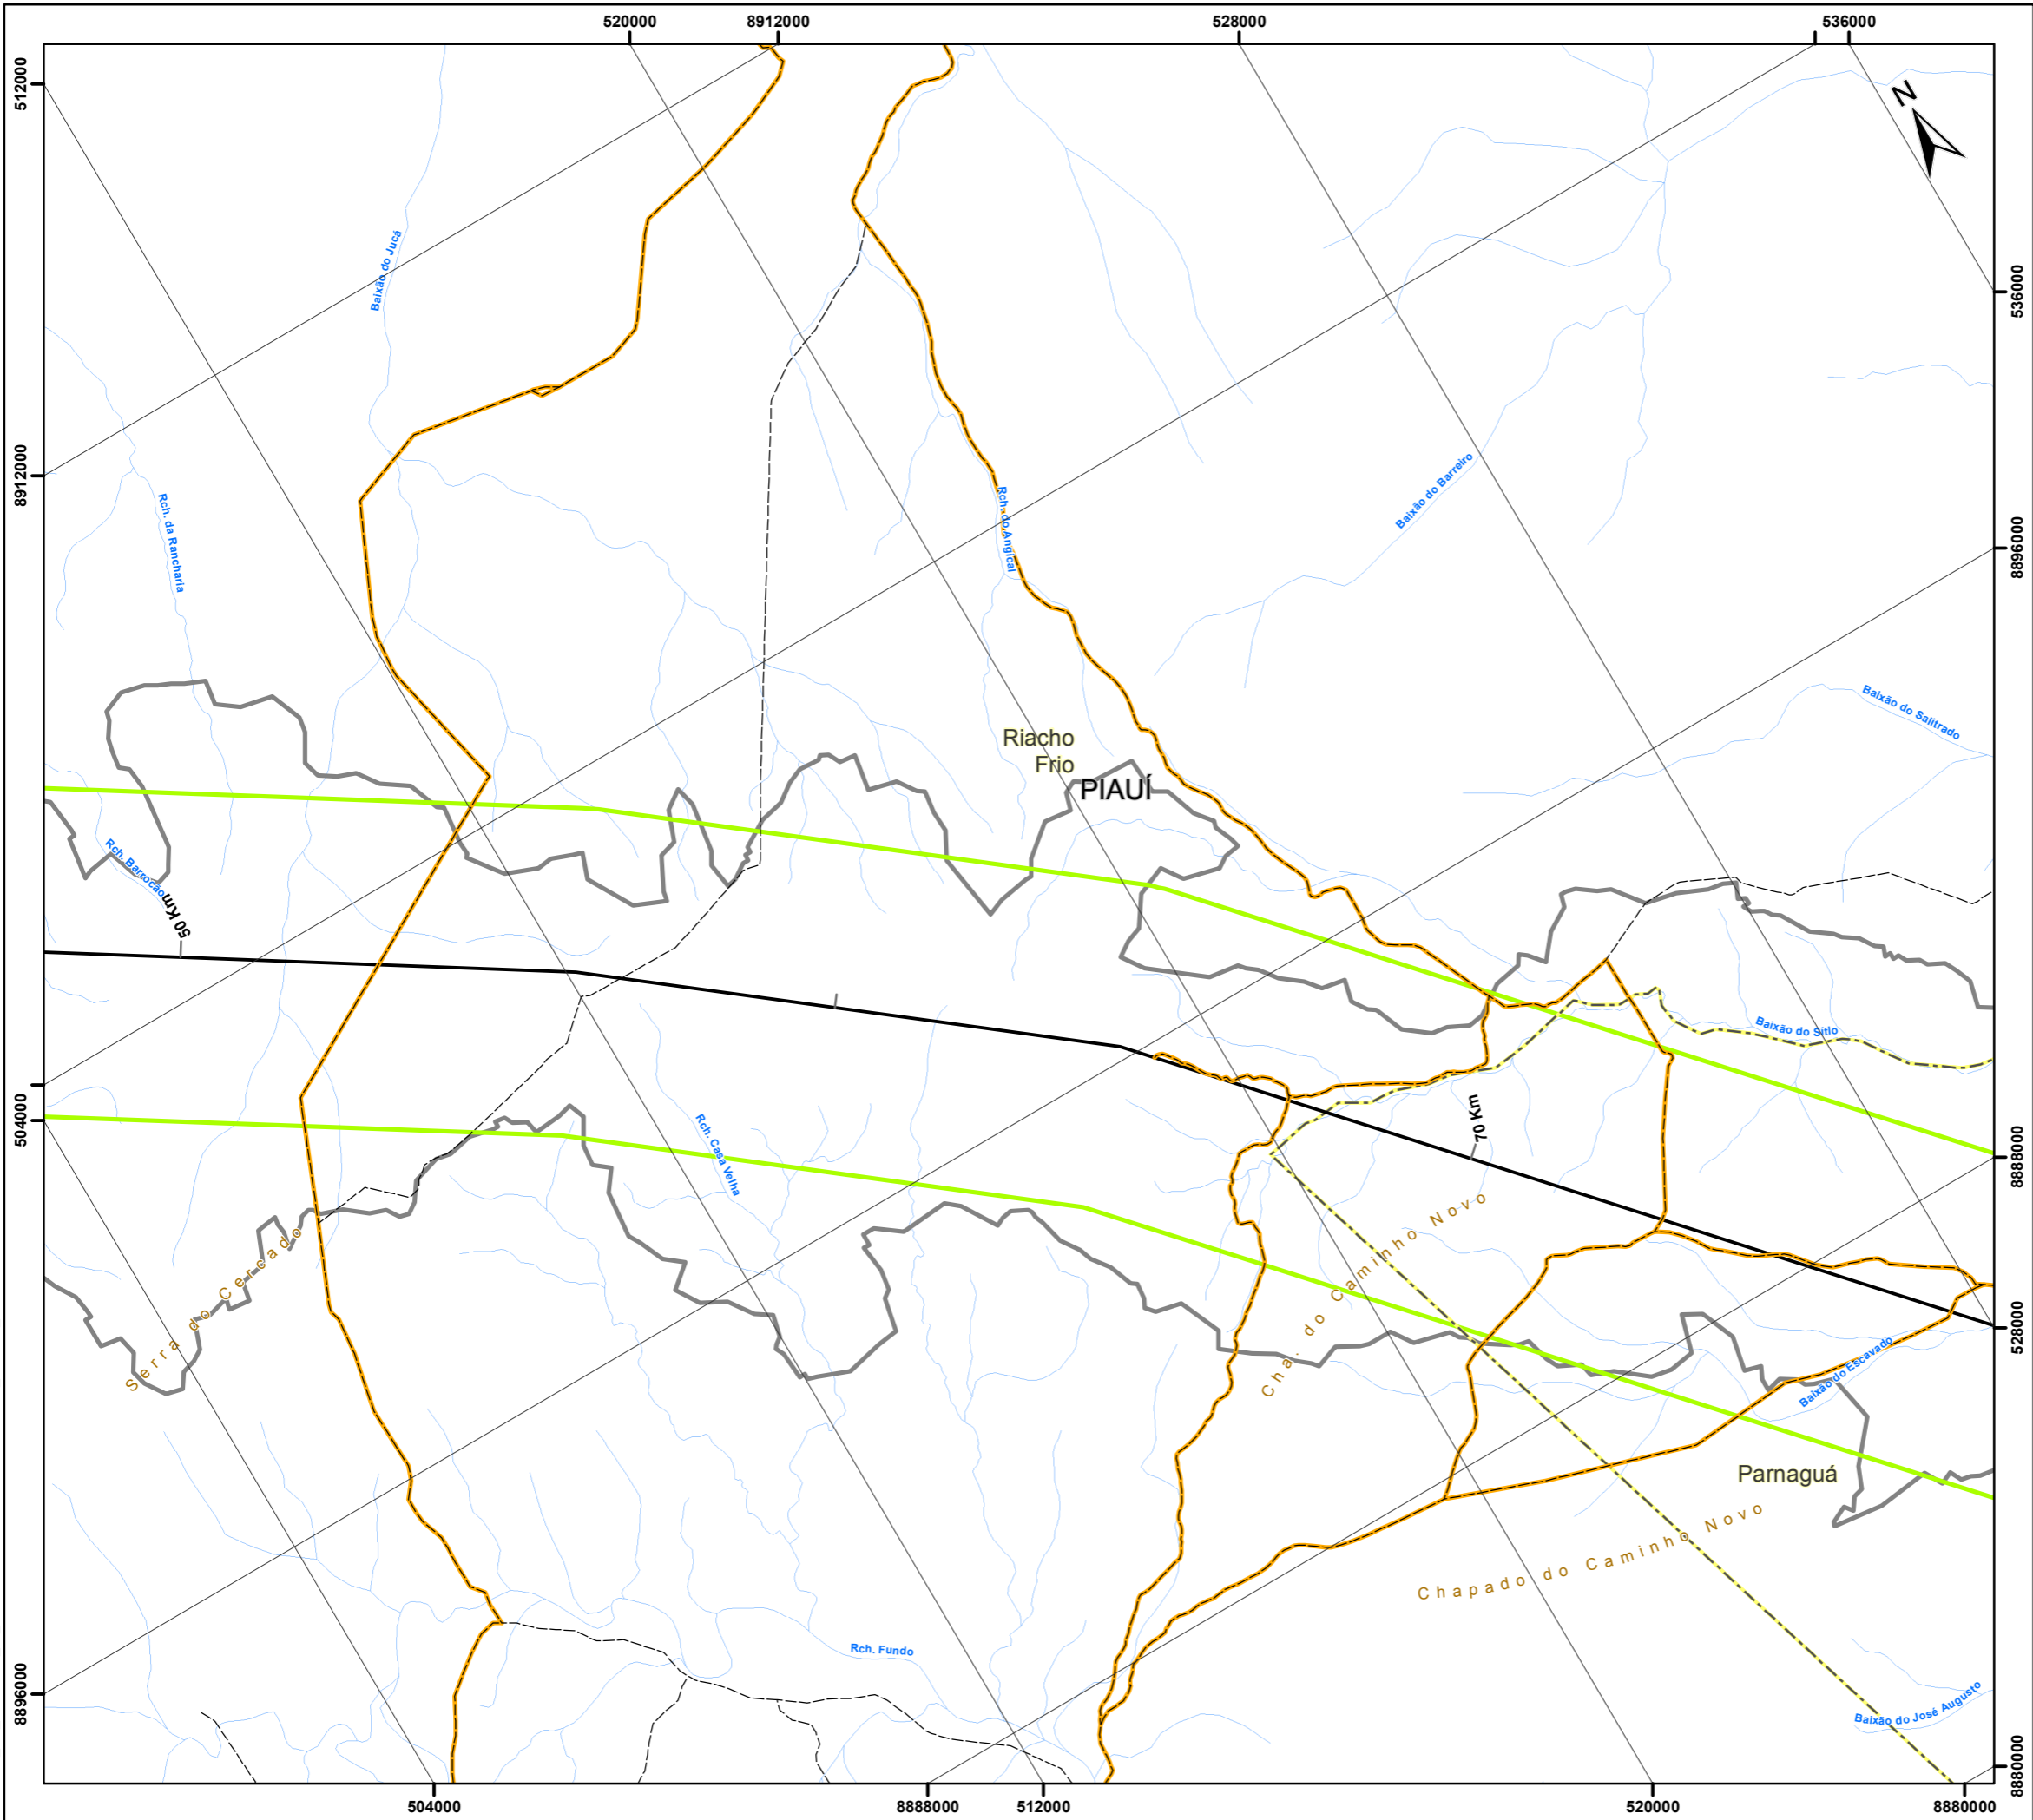 520000
8912000
528000
536000
512000
N
Baixão do Jucá
536000
8912000
Rch. da Rancharia
Rch. do Angical
Baixão do Barreiro
8896000
Baixão do Salitrado
Riacho
Frio
PIAUÍ
Rch. Barrocão
50 Km
Baixão do Sítio
504000
Rch. Casa Velha
70 Km
8888000
Serra do Cercado
Cha. do Caminho Novo
528000
Baixão do Escavado
Parnaguá
Chapado do Caminho Novo
Rch. Fundo
8896000
Baixão do José Augusto
8880000
504000
8888000
512000
520000
8880000